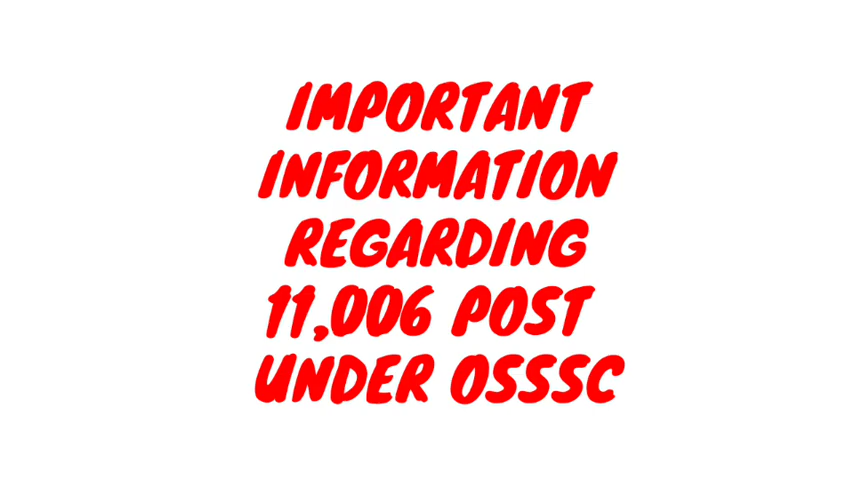 IMPORTANT
INFORMATION
REGARDING
11,006 POST
UNDER OSSSC